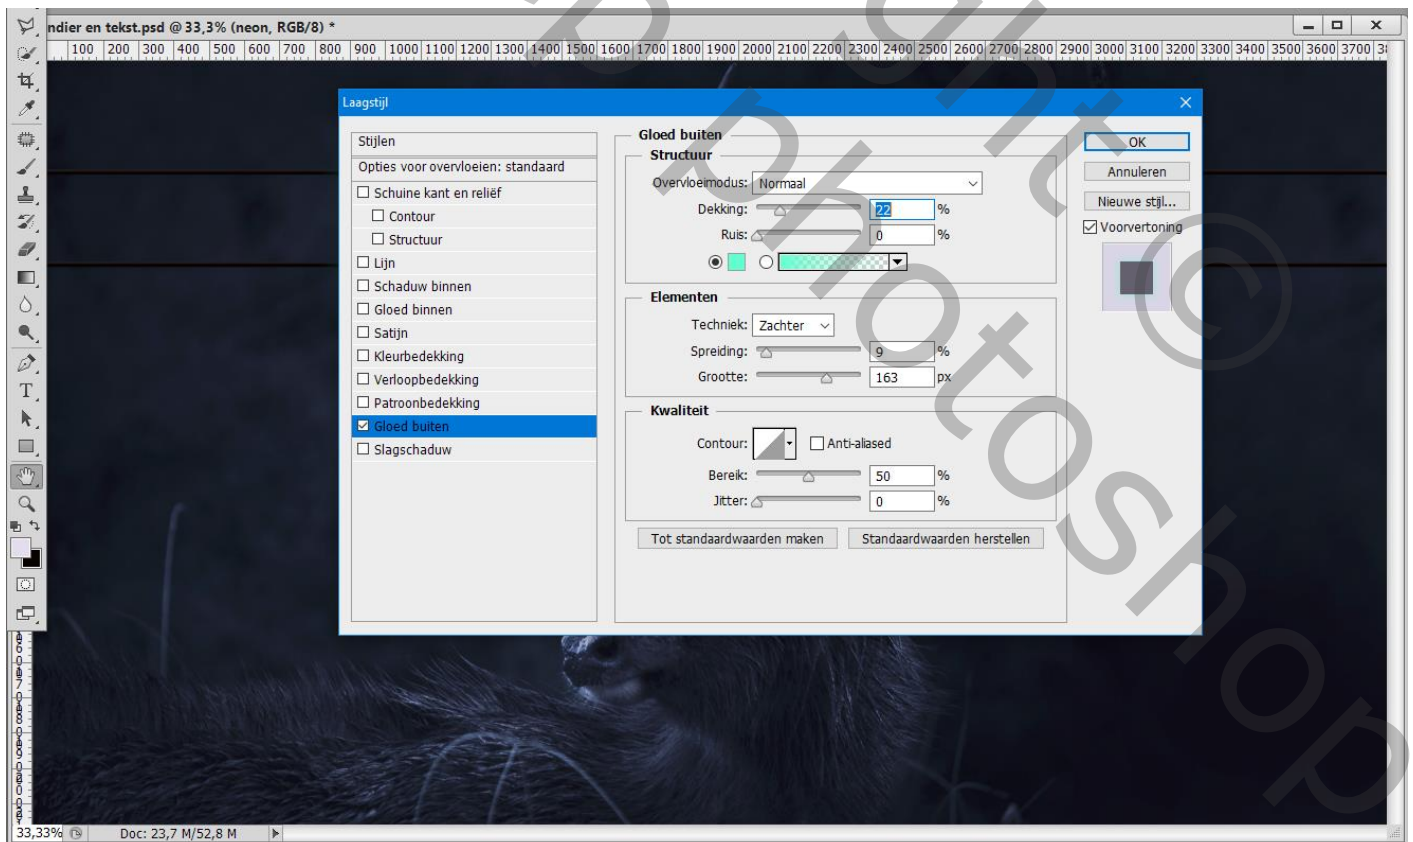 ndier en tekst.psd @ 33,3% (neon, RGB/8) *
100 200 300 400 500 600 700 800 900 1000 1100 1200 1300 1400 1500 1600 1700 1800 1900 2000 2100 2200 2300 2400 2500 2600 2700 2800 2900 3000 3100 3200 3300 3400 3500 3600 3700
Laagstijl
Stijlen
Opties voor overvloeien: standaard
Schuine kant en reliëf
Contour
Structuur
Lijn
Schaduw binnen
Gloed binnen
Satijn
Kleurbedekking
Verloopbedekking
Patroonbedekking
Gloed buiten
Slagschaduw
Gloed buiten
Structuur
Overvloeimodus: Normaal
Dekking: 22 %
Ruis: 0 %
Elementen
Techniek: Zachter
Spreiding: 9 %
Grootte: 163 px
Kwaliteit
Contour: Anti-aliased
Bereik: 50 %
Jitter: 0 %
Tot standaardwaarden maken Standaardwaarden herstellen
OK
Annuleren
Nieuwe stijl...
Voorvertoning
33,33% Doc: 23,7 M/52,8 M
photoshop
©